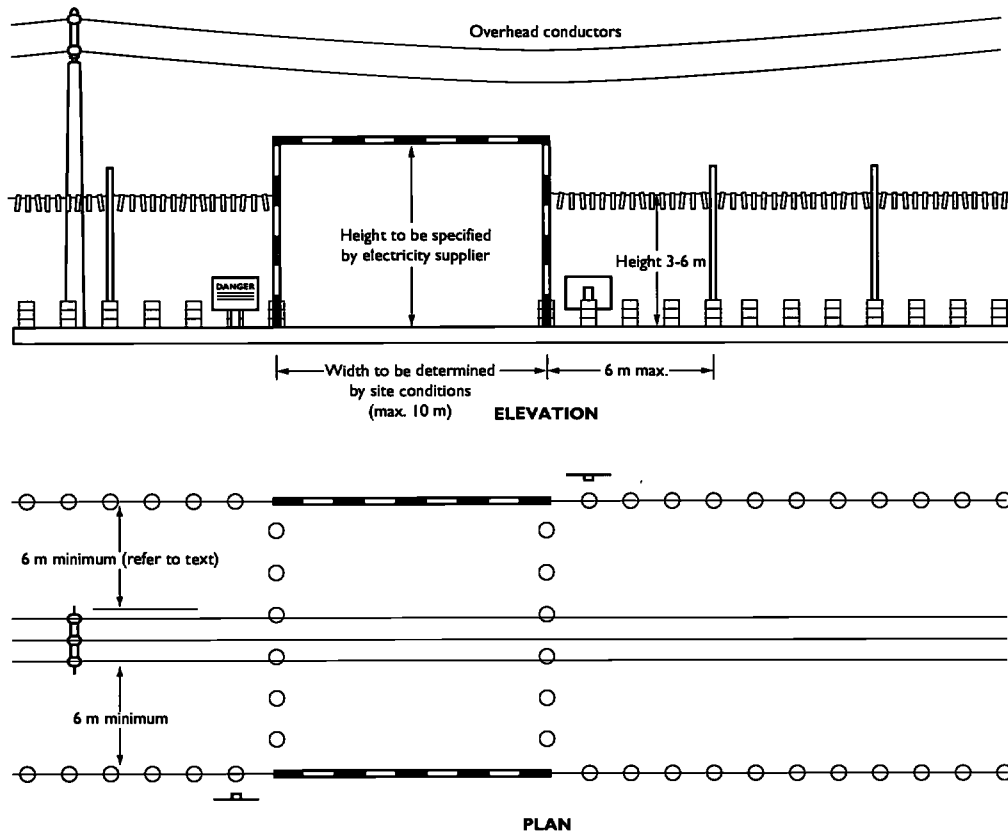 Overhead conductors
Height to be specified
by electricity supplier
Height 3-6 m
DANGER
Width to be determined
by site conditions
(max. 10 m)
6 m max.
ELEVATION
6 m minimum (refer to text)
6 m minimum
PLAN